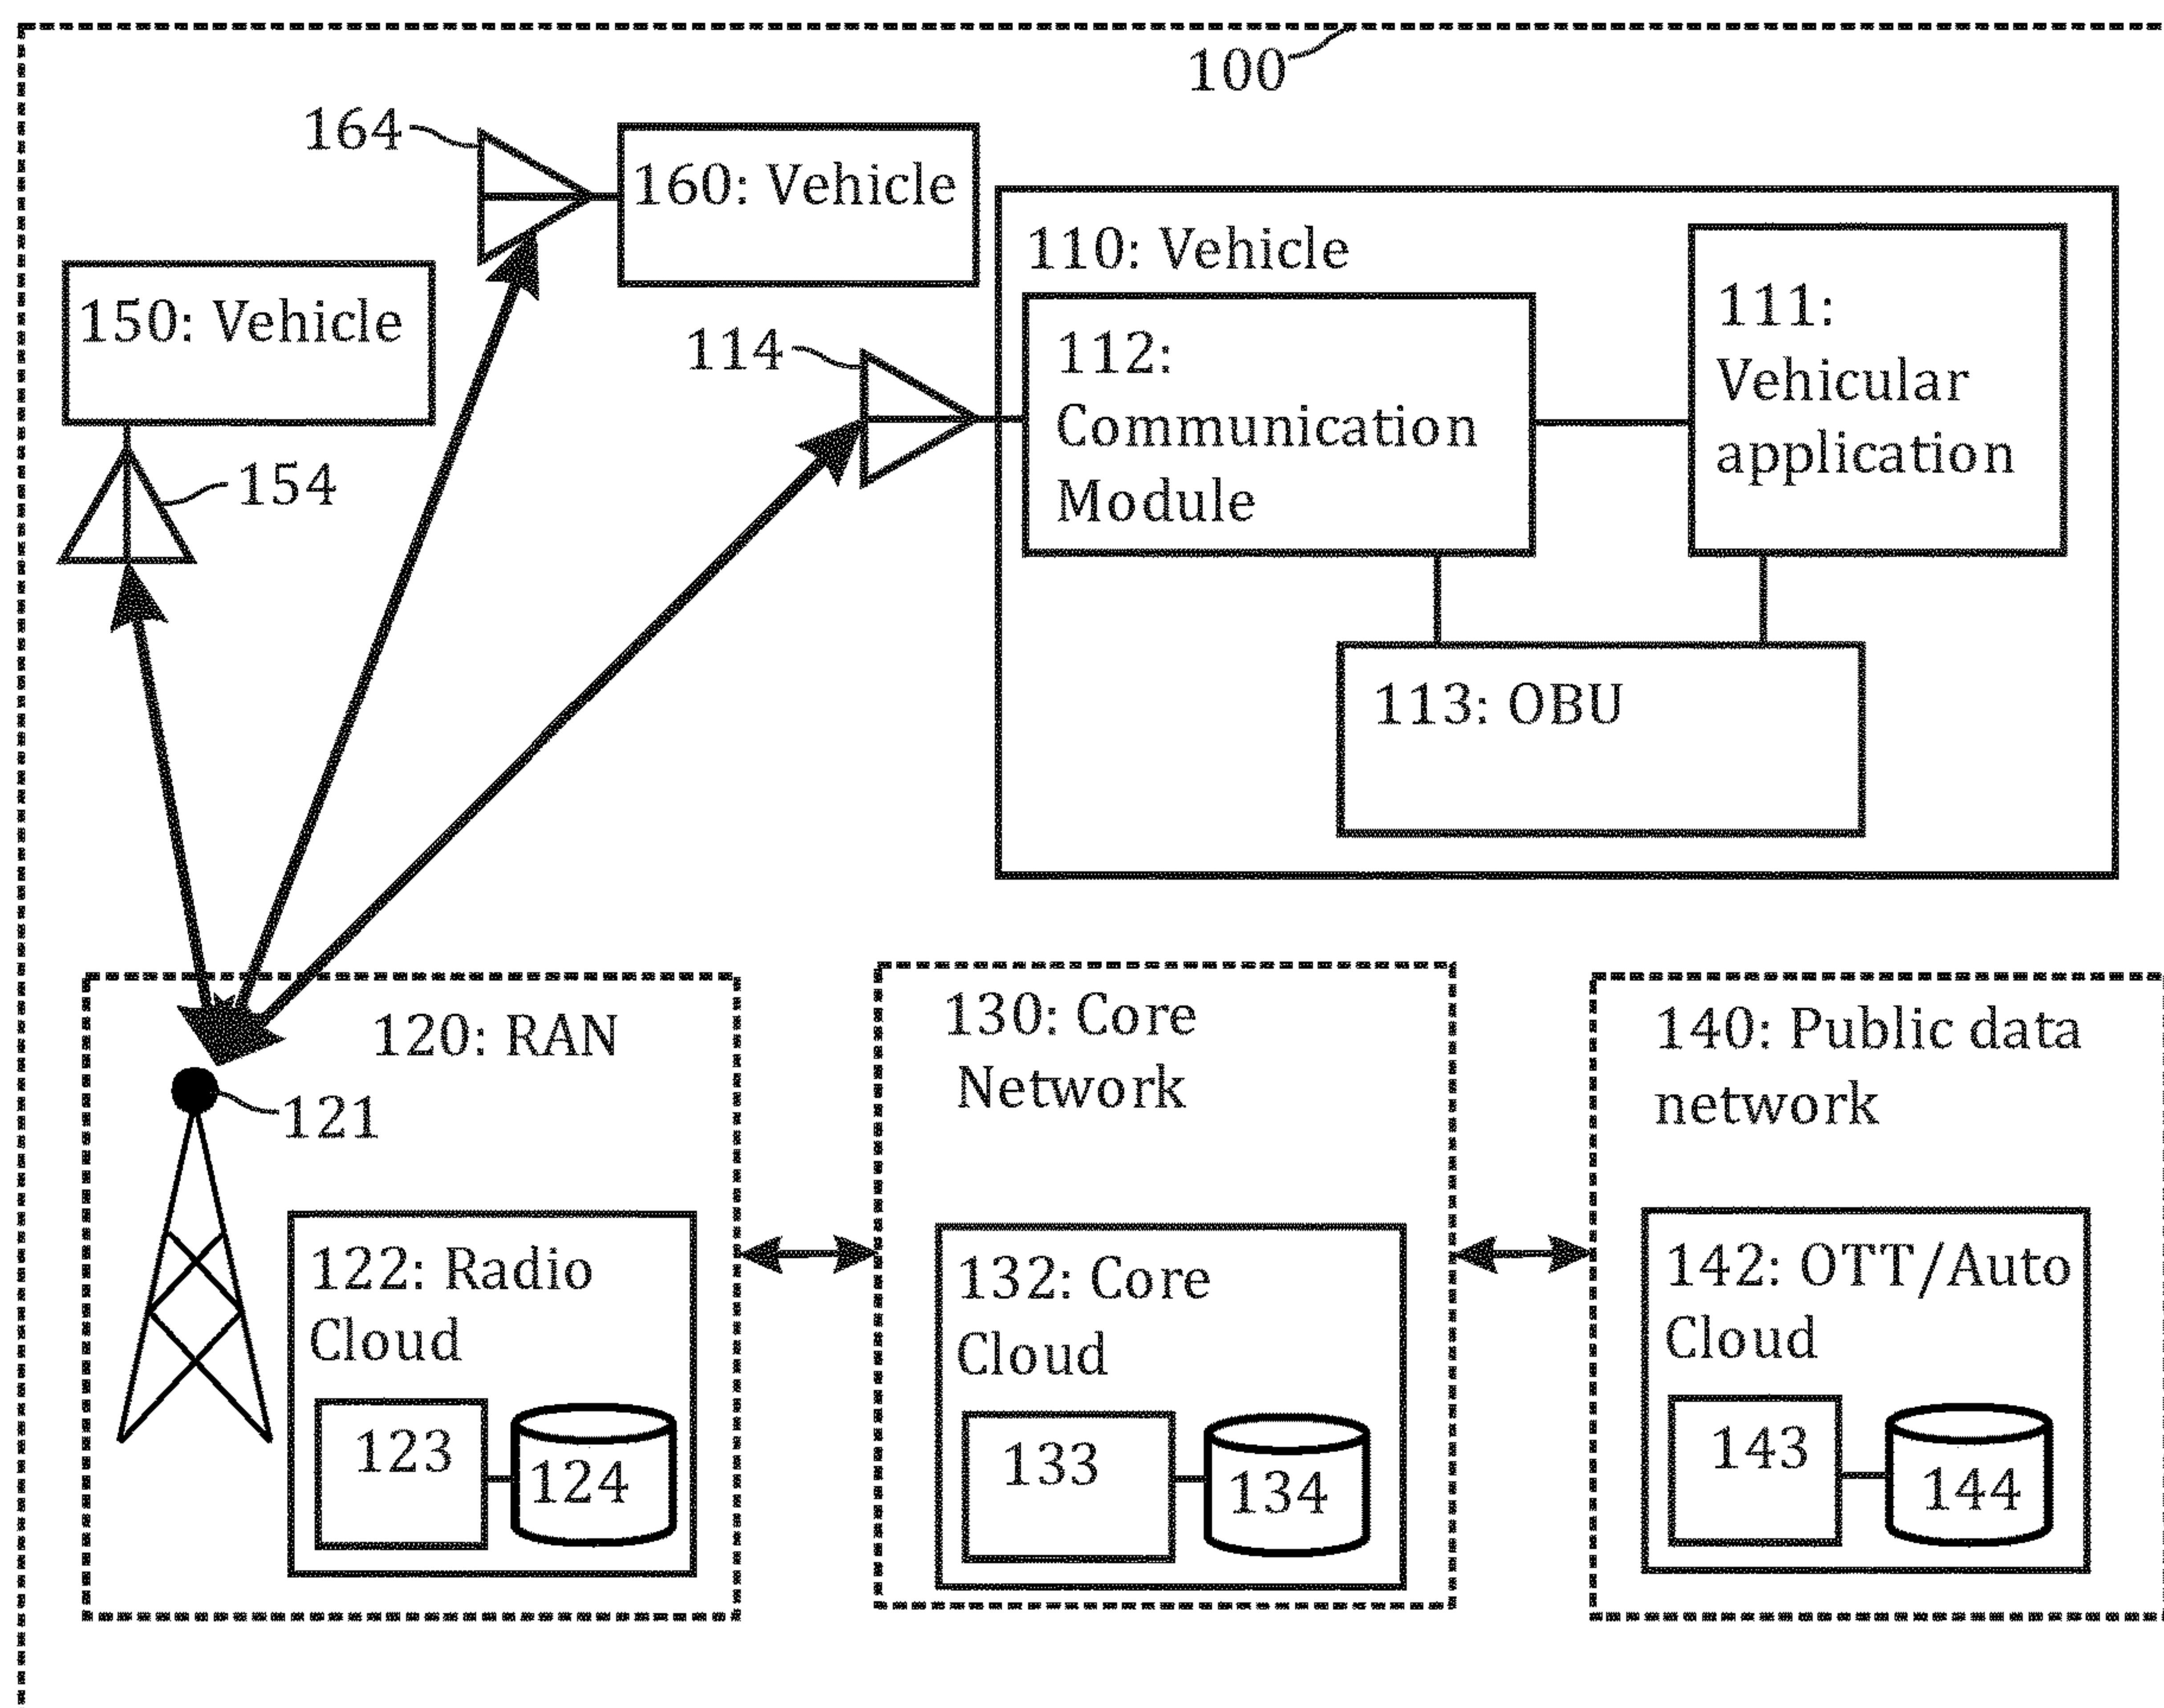 100
164
160: Vehicle
110: Vehicle
150: Vehicle
114
112:
Communication
Module
111:
Vehicular
application
154
113: OBU
120: RAN
121
122: Radio
Cloud
123
124
130: Core
Network
132: Core
Cloud
133
134
140: Public data
network
142: OTT/Auto
Cloud
143
144